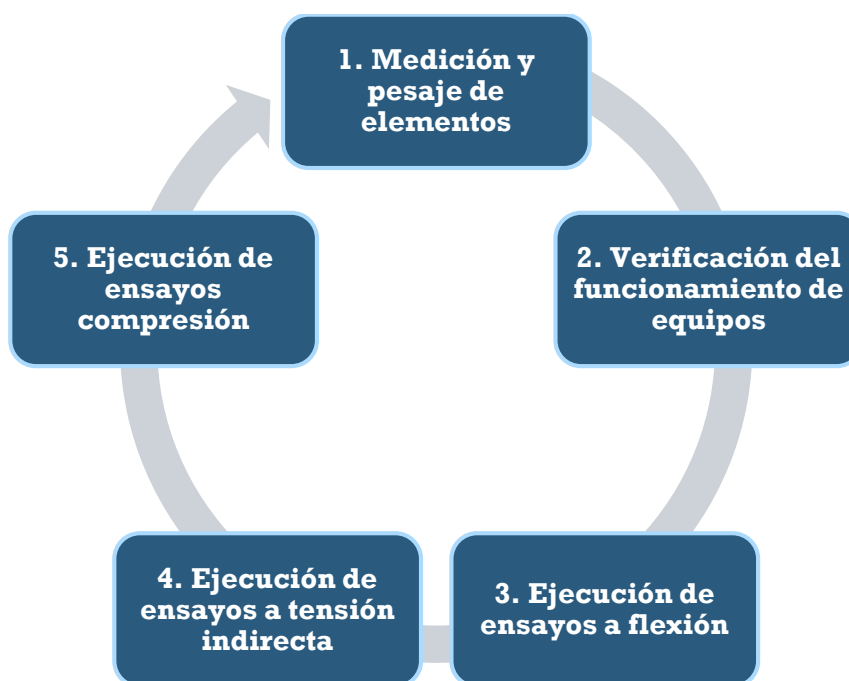 1. Medición y
pesaje de
elementos
2. Verificación del
funcionamiento de
equipos
3. Ejecución de
ensayos a flexión
4. Ejecución de
ensayos a tensión
indirecta
5. Ejecución de
ensayos
compresión